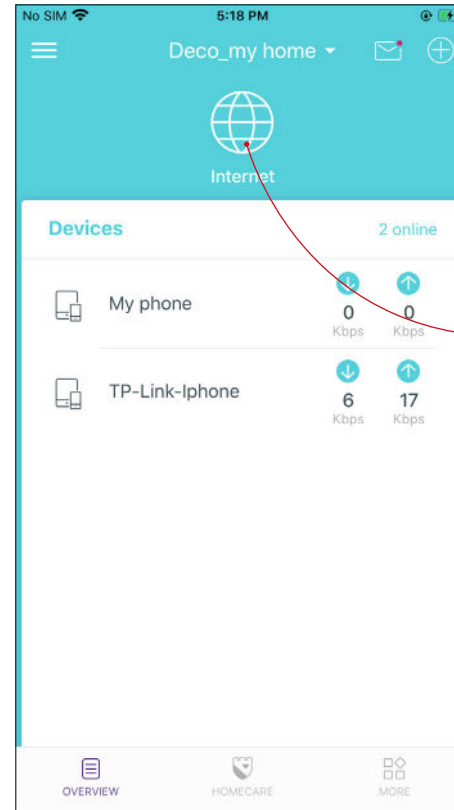 No SIM 5:18 PM
Deco_my home
Internet
Devices 2 online
My phone 0 Kbps 0 Kbps
TP-Link-Iphone 6 Kbps 17 Kbps
OVERVIEW HOMECARE MORE